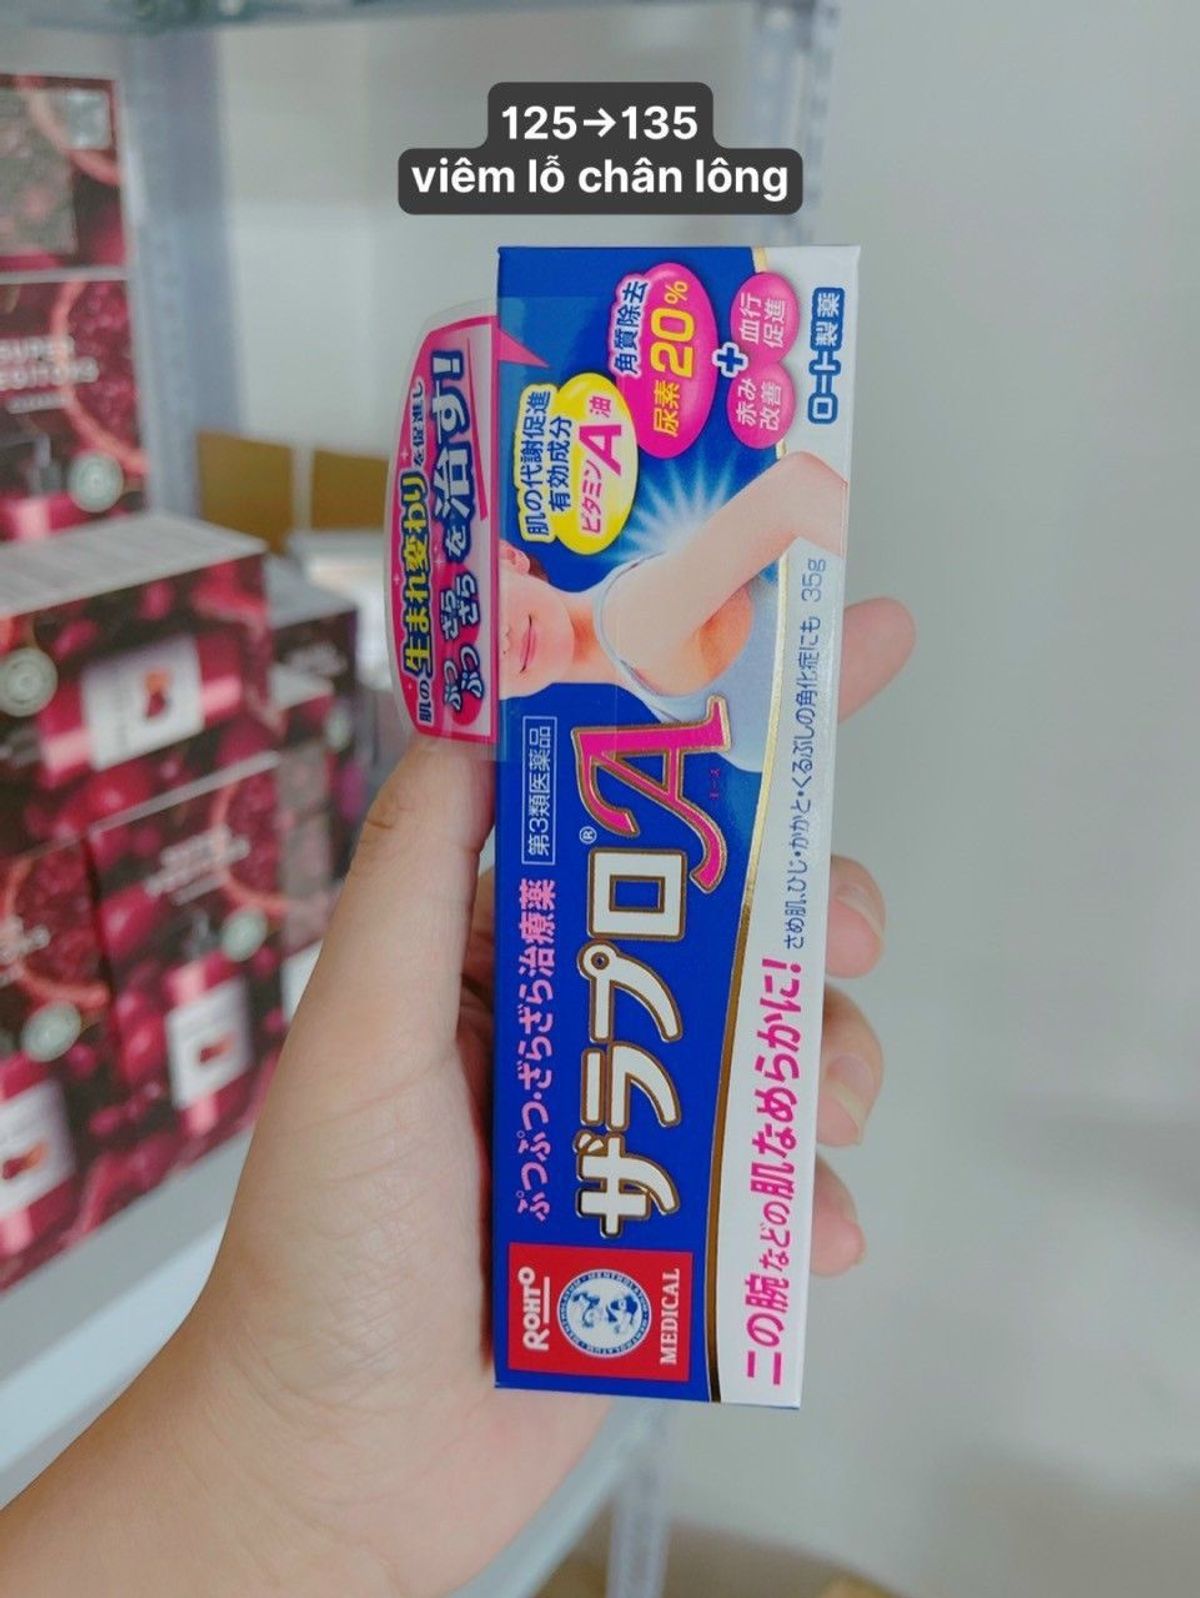 125→135
viêm lỗ chân lông
肌の生まれ変わりを促進し
ぶつぶつ ざらざらを治す!
肌の代謝促進
有効成分
ビタミンA油
角質除去
尿素20%
+
血行
促進
赤み
改善
ロート製薬
第3類医薬品
ぶつぶつ・ざらざら治療薬
ザラプロ®A
エース
さめ肌、ひじ・かかと・くるぶしの角化症にも 35g
二の腕などの肌なめらかに!
ROHTO
MENTHOLATUM
MEDICAL
SUPER